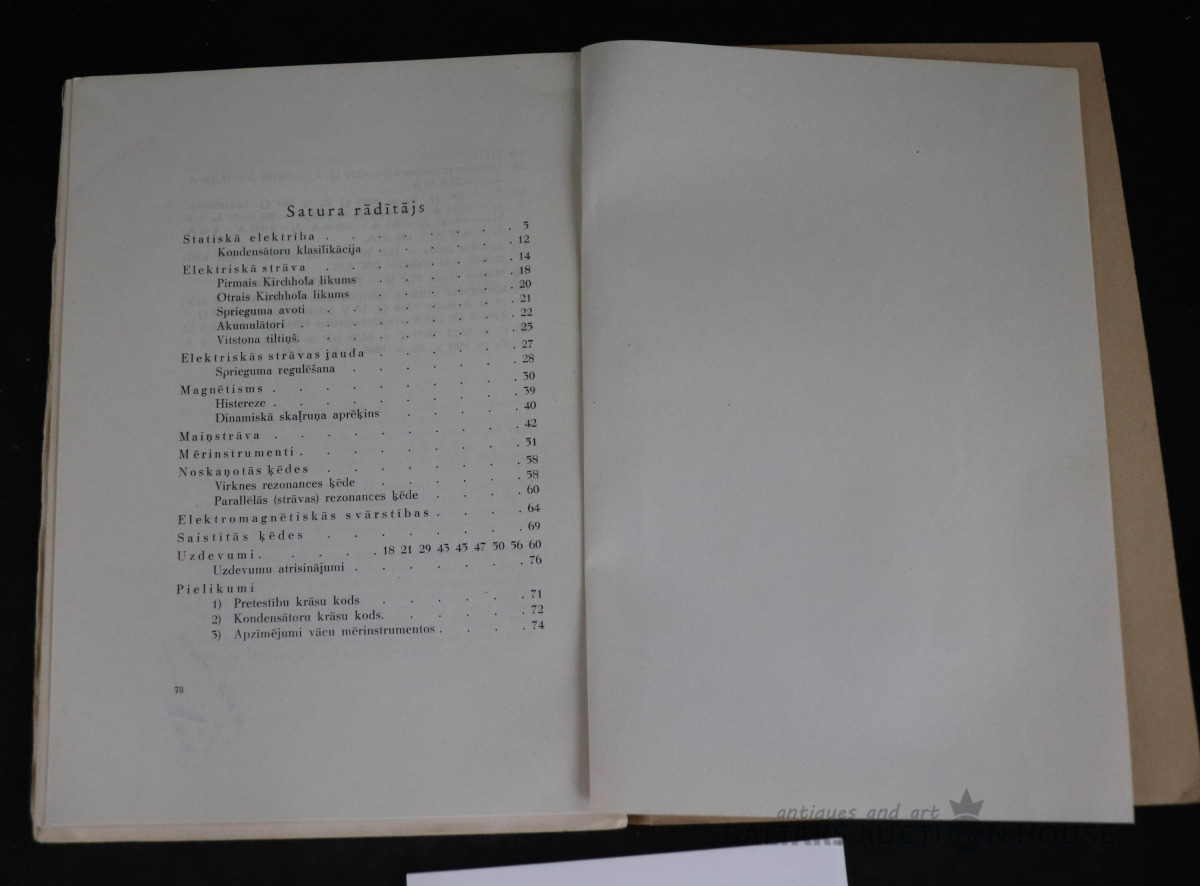 Satura rādītājs
Statiskā elektrība . . . . . . . . 5
Kondensātoru klasifikācija . . . . . . 12
Elektriskā strāva . . . . . . . . 14
Pirmais Kirchhofa likums . . . . . . 18
Otrais Kirchhofa likums . . . . . . 20
Sprieguma avoti . . . . . . . . 21
Akumulātori . . . . . . . . . 22
Vitstona tiltiņš. . . . . . . . . 25
Elektriskās strāvas jauda . . . . . . 27
Sprieguma regulēšana . . . . . . . 28
Magnētisms . . . . . . . . . . 30
Histereze . . . . . . . . . . 39
Dinamiskā skaļruņa aprēķins . . . . . 40
Maiņstrāva . . . . . . . . . . 42
Mērinstrumenti . . . . . . . . . 51
Noskaņotās ķēdes . . . . . . . . 58
Virknes rezonances ķēde . . . . . . 58
Parallēlās (strāvas) rezonances ķēde . . . . 60
Elektromagnētiskās svārstības . . . . 64
Saistītās ķēdes . . . . . . . . 69
Uzdevumi . . . . . 18 21 29 43 45 47 50 56 60
Uzdevumu atrisinājumi . . . . . . . 76
Pielikumi
1) Pretestību krāsu kods . . . . . . 71
2) Kondensātoru krāsu kods. . . . . . 72
3) Apzīmējumi vācu mērinstrumentos . . . . 74
78
antiques and art
BALTARS AUCTION HOUSE